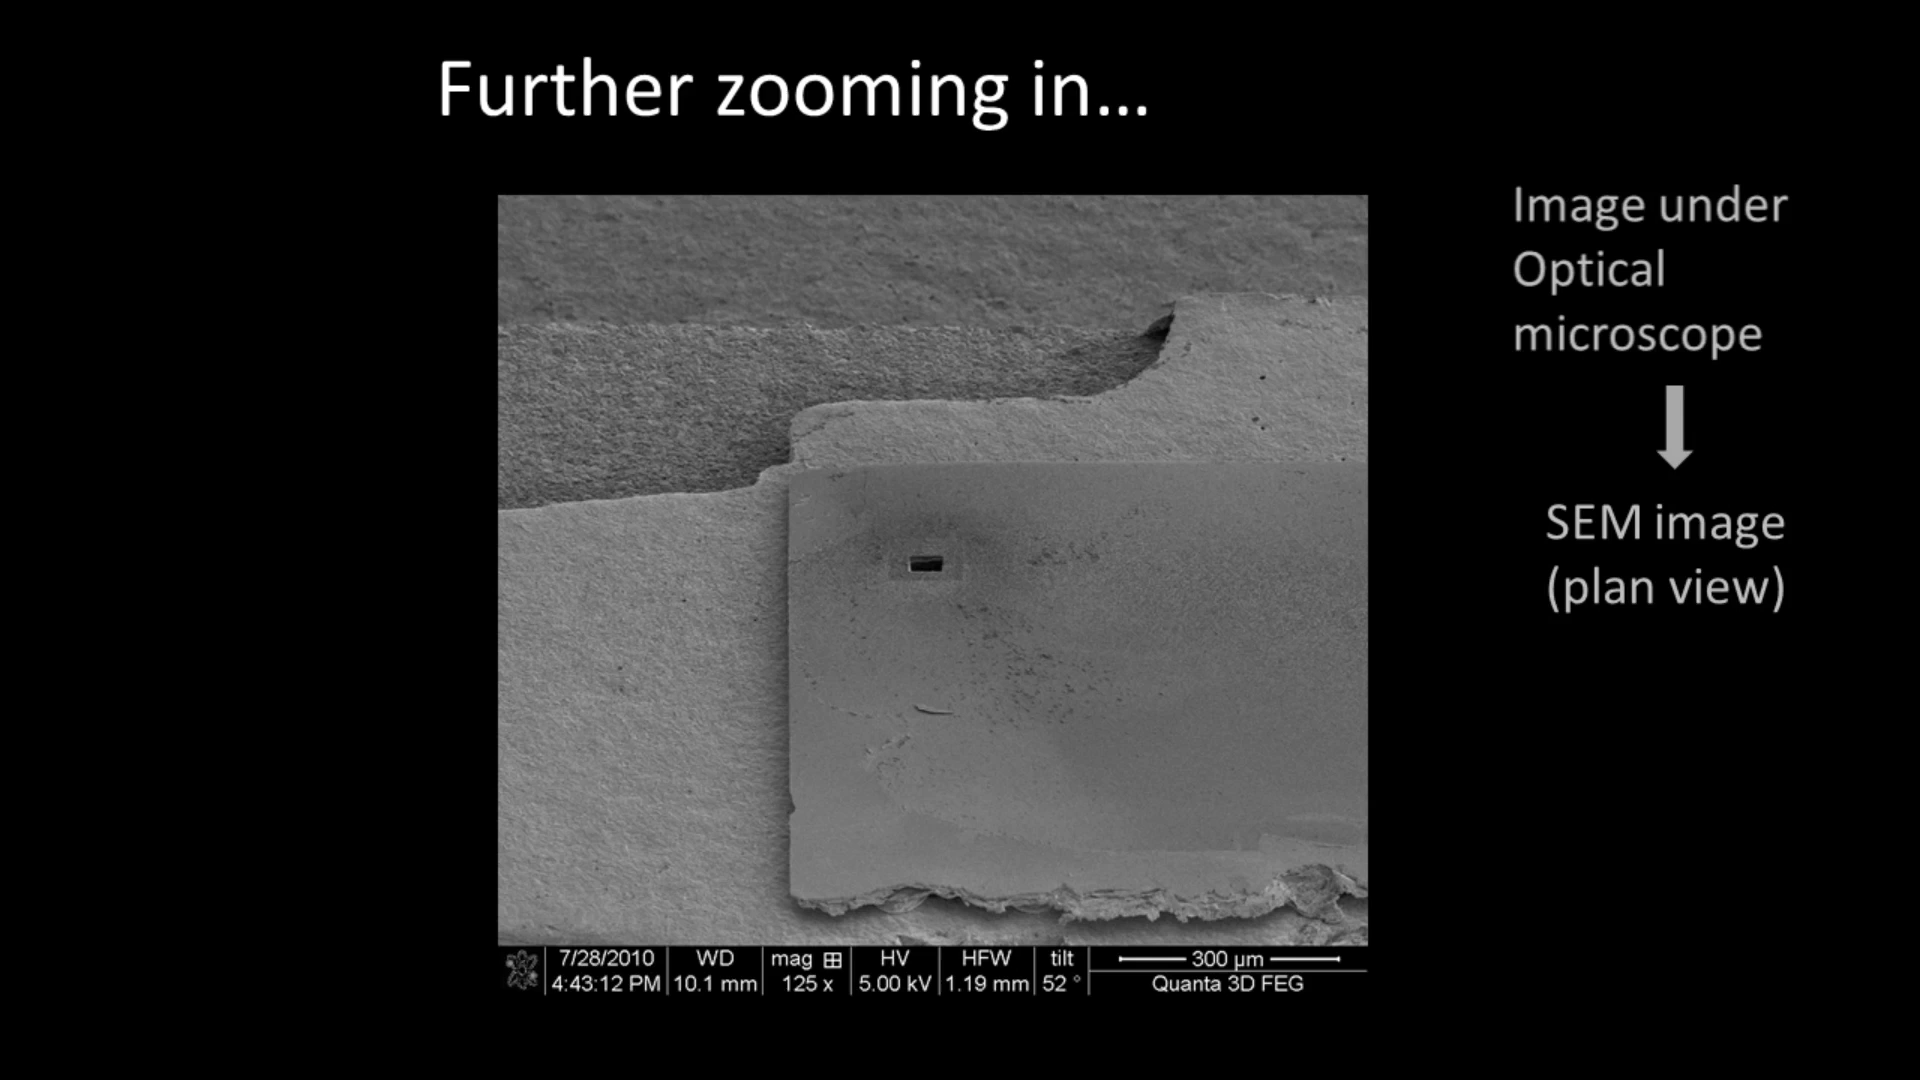 Further zooming in...
Image under
Optical
microscope
SEM image
(plan view)
7/28/2010 WD mag HV HFW tilt 300 µm
4:43:12 PM 10.1 mm 125 x 5.00 kV 1.19 mm 52 ° Quanta 3D FEG